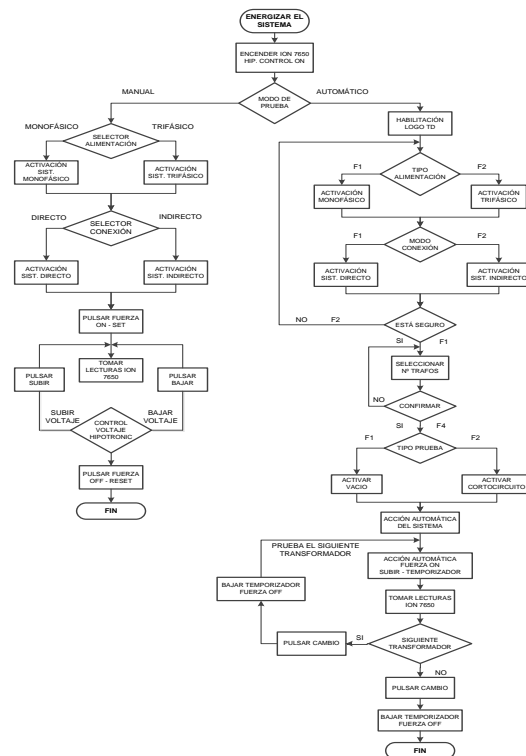 ENERGIZAR EL
SISTEMA
ENCENDER ION 7650
HIP. CONTROL ON
MODO DE
PRUEBA
MANUAL
AUTOMÁTICO
MONOFÁSICO
TRIFÁSICO
SELECTOR
ALIMENTACIÓN
ACTIVACIÓN
SIST.
MONOFÁSICO
ACTIVACIÓN
SIST. TRIFÁSICO
DIRECTO
INDIRECTO
SELECTOR
CONEXIÓN
ACTIVACIÓN
SIST. DIRECTO
ACTIVACIÓN
SIST. INDIRECTO
PULSAR FUERZA
ON - SET
TOMAR
LECTURAS ION
7650
PULSAR
SUBIR
PULSAR
BAJAR
SUBIR
VOLTAJE
BAJAR
VOLTAJE
CONTROL
VOLTAJE
HIPOTRONIC
PULSAR FUERZA
OFF - RESET
FIN
HABILITACIÓN
LOGO TD
F1
F2
TIPO
ALIMENTACIÓN
ACTIVACIÓN
MONOFÁSICO
ACTIVACIÓN
TRIFÁSICO
F1
F2
MODO
CONEXIÓN
ACTIVACIÓN
SIST. DIRECTO
ACTIVACIÓN
SIST. INDIRECTO
NO
F2
ESTÁ SEGURO
SI
F1
SELECCIONAR
Nº TRAFOS
NO
CONFIRMAR
SI
F4
F1
F2
TIPO PRUEBA
ACTIVAR
VACIO
ACTIVAR
CORTOCIRCUITO
ACCIÓN AUTOMÁTICA
DEL SISTEMA
PRUEBA EL SIGUIENTE
TRANSFORMADOR
ACCIÓN AUTOMÁTICA
FUERZA ON
SUBIR - TEMPORIZADOR
BAJAR TEMPORIZADOR
FUERZA OFF
TOMAR LECTURAS
ION 7650
PULSAR CAMBIO
SI
SIGUIENTE
TRANSFORMADOR
NO
PULSAR CAMBIO
BAJAR TEMPORIZADOR
FUERZA OFF
FIN